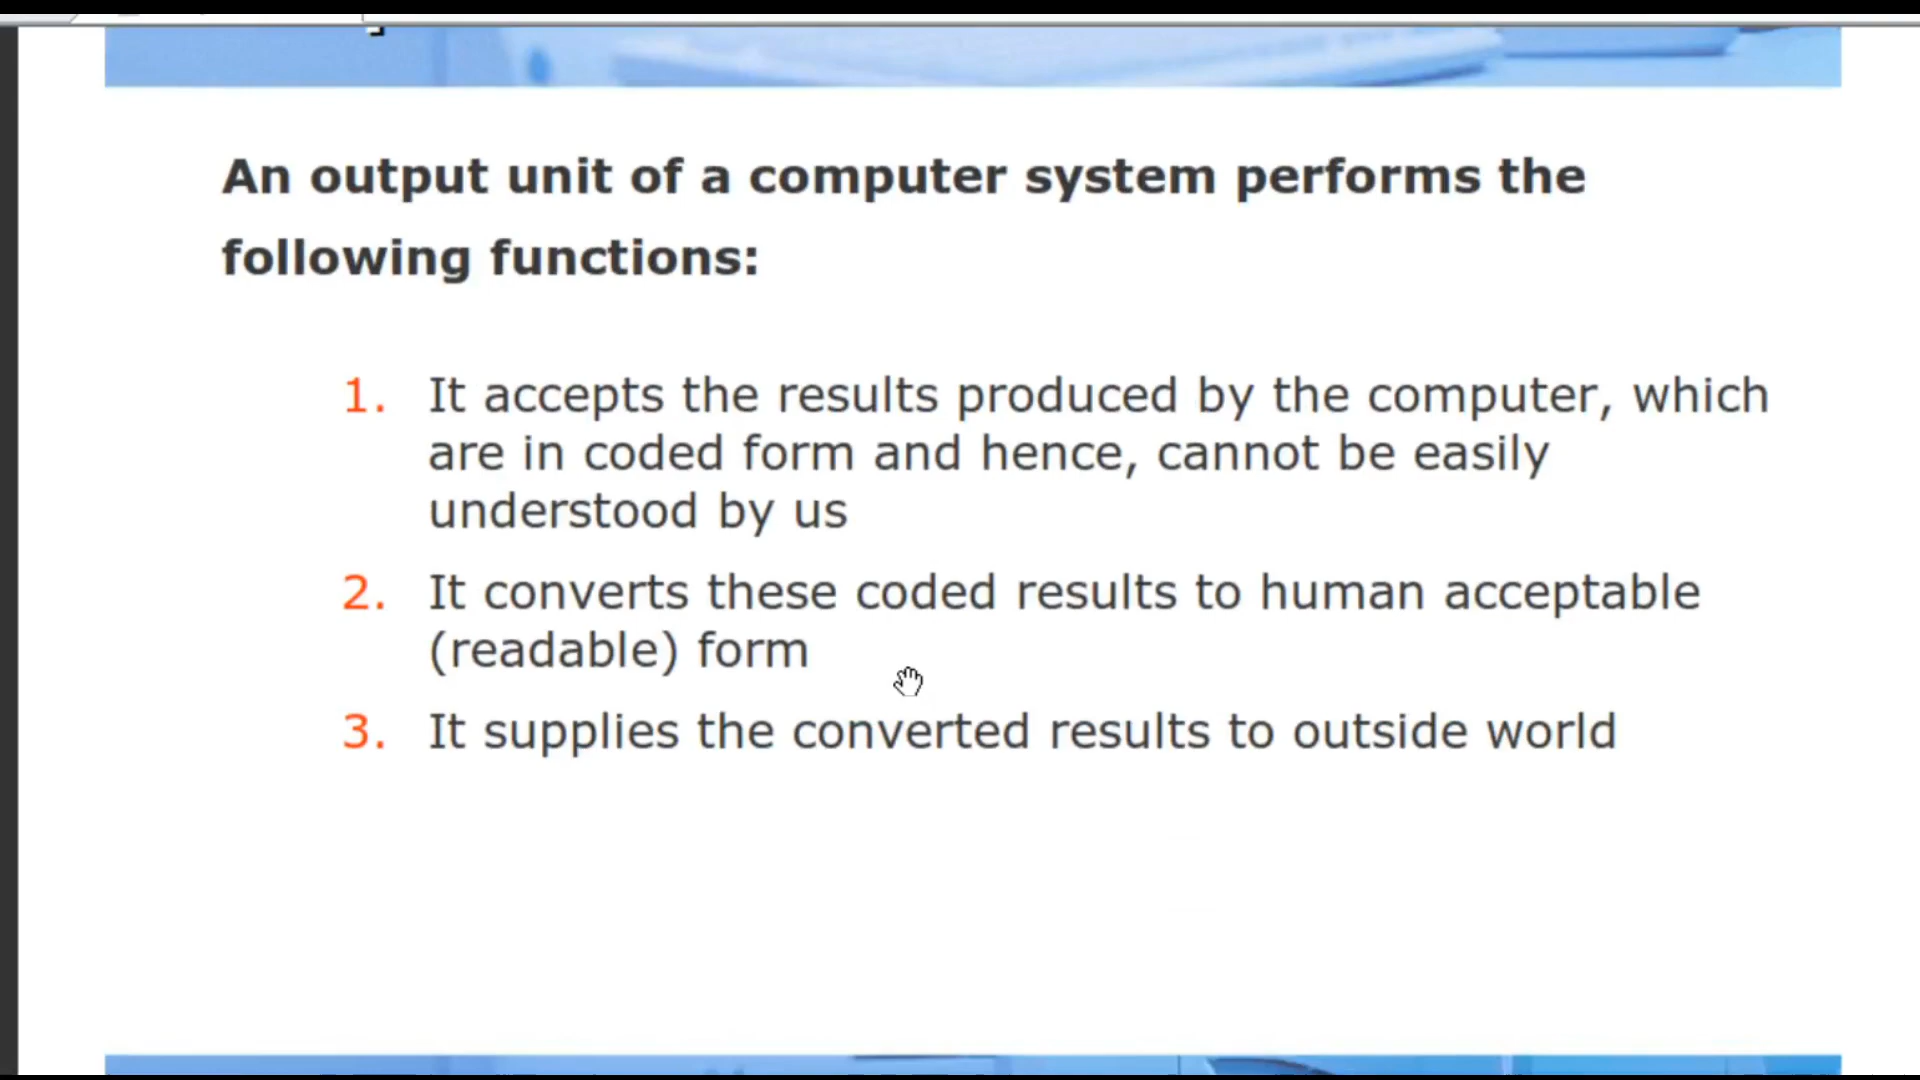 An output unit of a computer system performs the
following functions:
1. It accepts the results produced by the computer, which
are in coded form and hence, cannot be easily
understood by us
2. It converts these coded results to human acceptable
(readable) form
3. It supplies the converted results to outside world